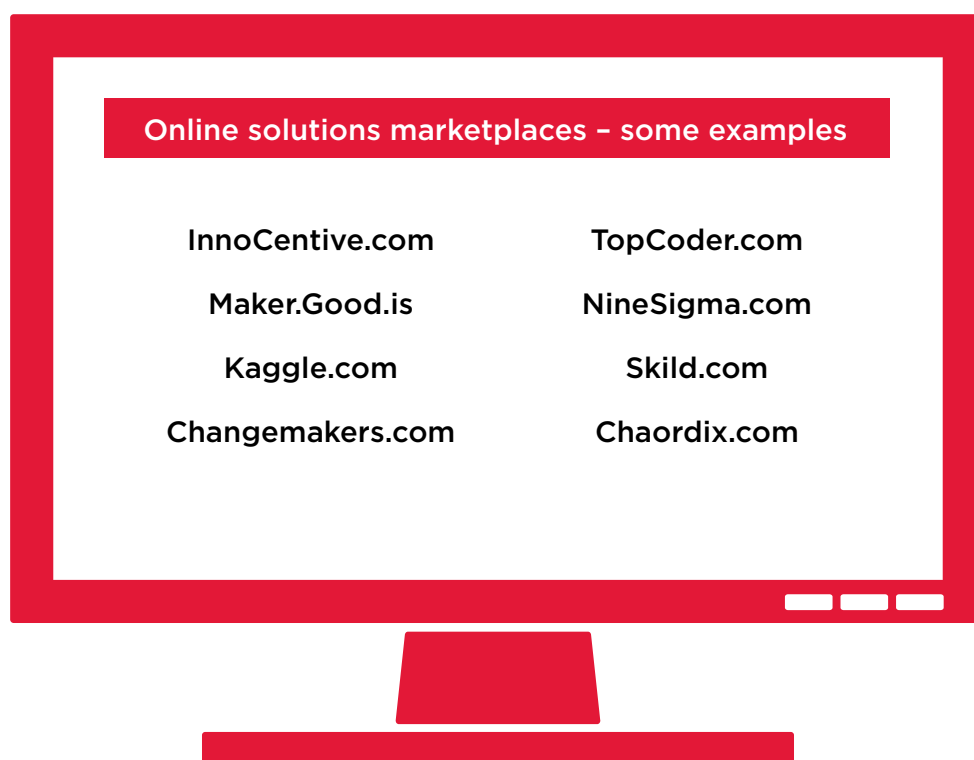 Online solutions marketplaces – some examples
InnoCentive.com
Maker.Good.is
Kaggle.com
Changemakers.com
TopCoder.com
NineSigma.com
Skild.com
Chaordix.com